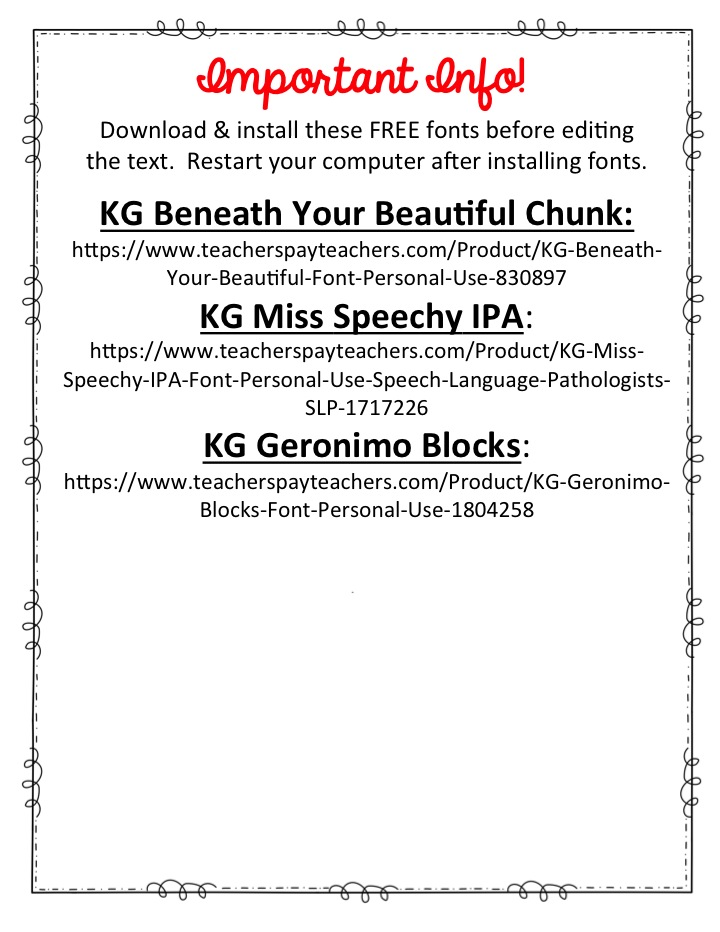 Important Info!
Download & install these FREE fonts before editing
the text.  Restart your computer after installing fonts.
KG Beneath Your Beautiful Chunk:
https://www.teacherspayteachers.com/Product/KG-Beneath-
Your-Beautiful-Font-Personal-Use-830897
KG Miss Speechy IPA:
https://www.teacherspayteachers.com/Product/KG-Miss-
Speechy-IPA-Font-Personal-Use-Speech-Language-Pathologists-
SLP-1717226
KG Geronimo Blocks:
https://www.teacherspayteachers.com/Product/KG-Geronimo-
Blocks-Font-Personal-Use-1804258